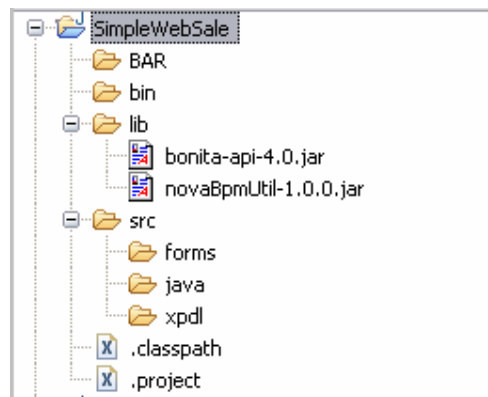 SimpleWebSale
BAR
bin
lib
bonita-api-4.0.jar
novaBpmUtil-1.0.0.jar
src
forms
java
xpdl
.classpath
.project